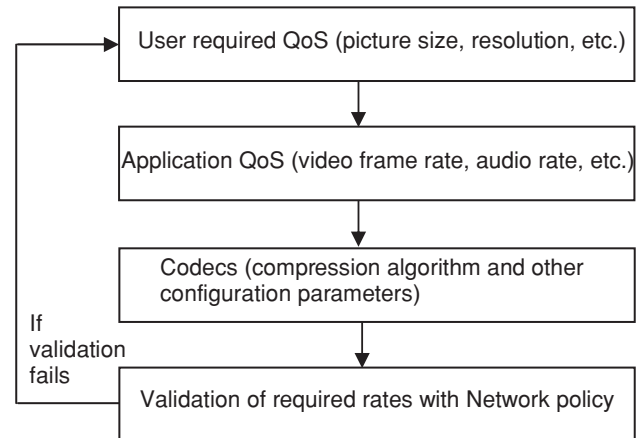 User required QoS (picture size, resolution, etc.)
Application QoS (video frame rate, audio rate, etc.)
Codecs (compression algorithm and other
configuration parameters)
If
validation
fails
Validation of required rates with Network policy